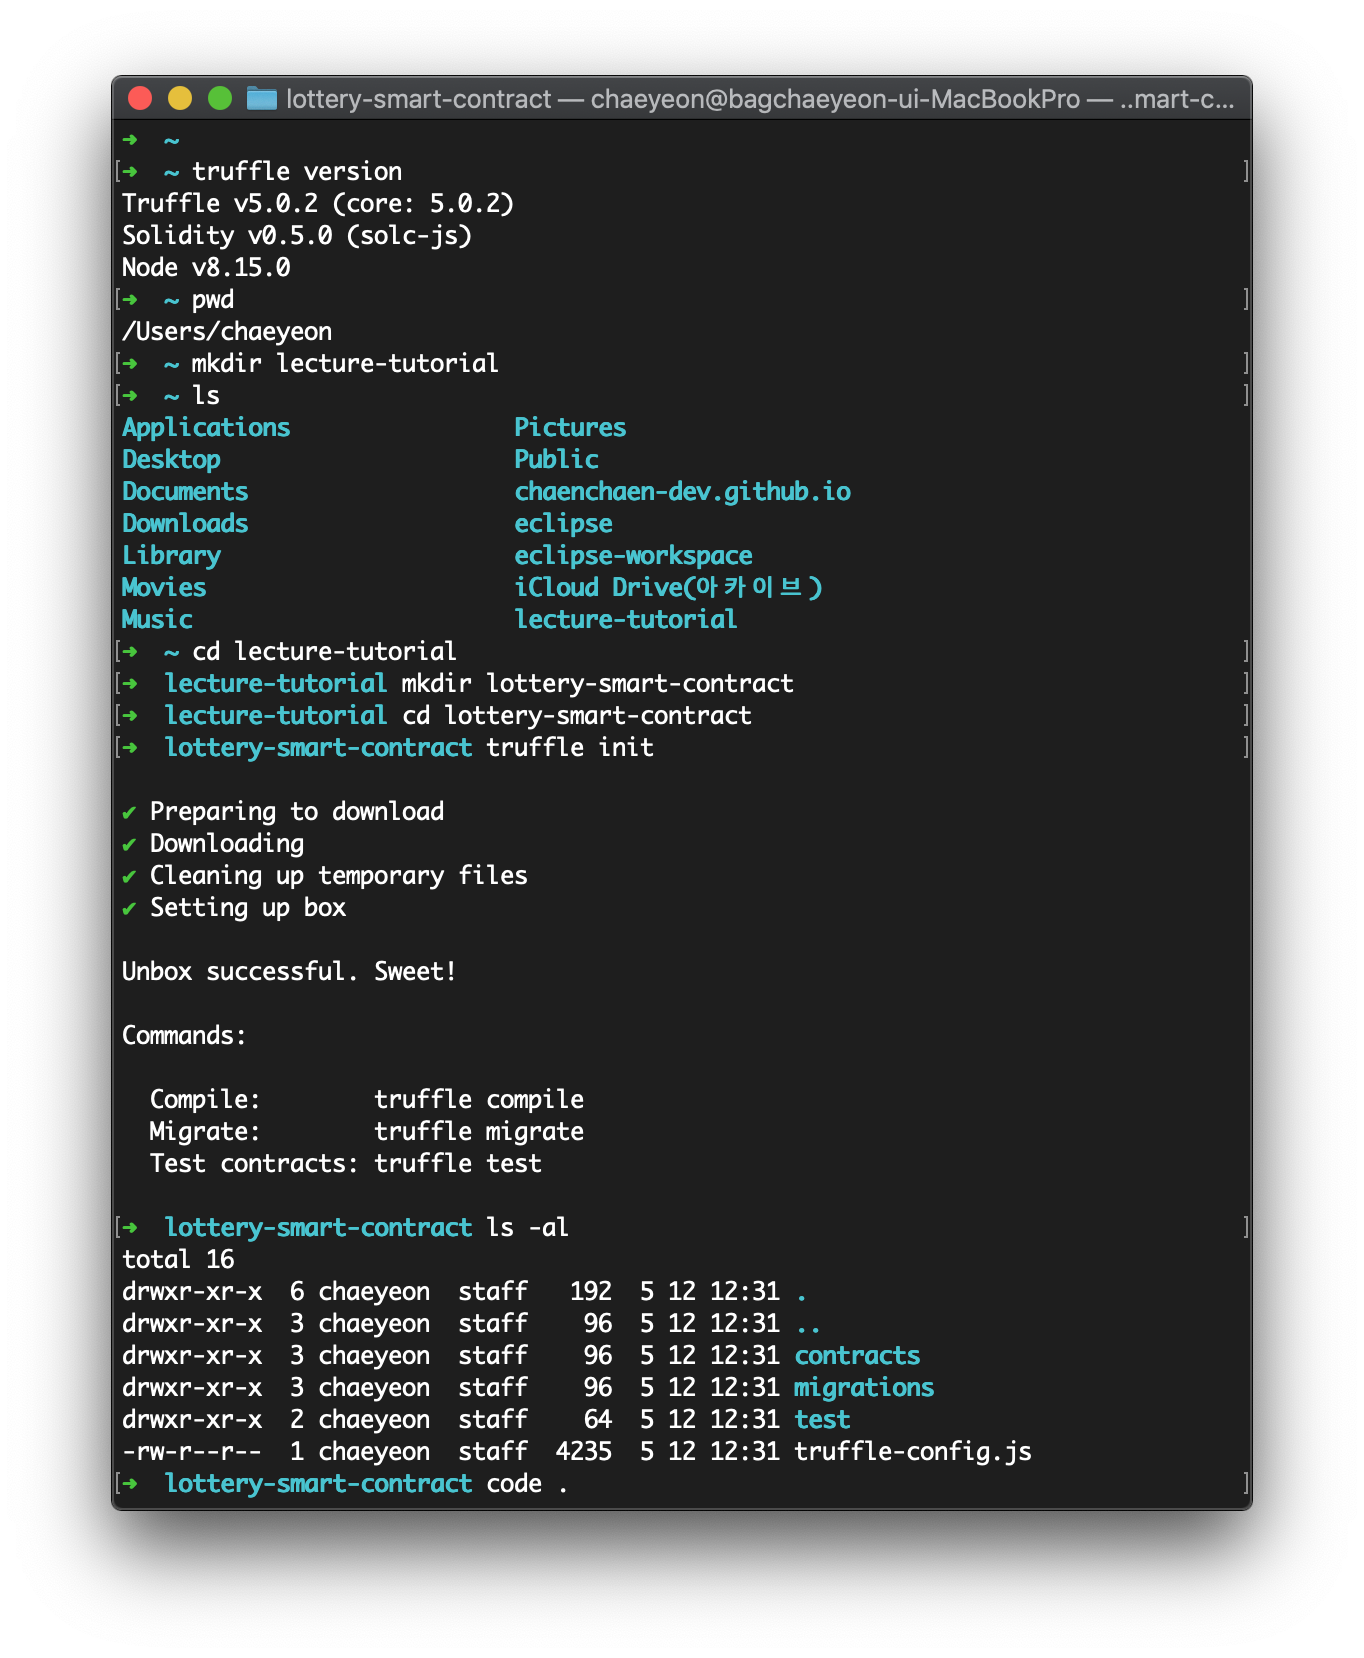 lottery-smart-contract — chaeyeon@bagchaeyeon-ui-MacBookPro — ..mart-c...
➜  ~
➜  ~ truffle version
Truffle v5.0.2 (core: 5.0.2)
Solidity v0.5.0 (solc-js)
Node v8.15.0
➜  ~ pwd
/Users/chaeyeon
➜  ~ mkdir lecture-tutorial
➜  ~ ls
Applications                Pictures
Desktop                     Public
Documents                   chaenchaen-dev.github.io
Downloads                   eclipse
Library                     eclipse-workspace
Movies                      iCloud Drive(아카이브)
Music                       lecture-tutorial
➜  ~ cd lecture-tutorial
➜  lecture-tutorial mkdir lottery-smart-contract
➜  lecture-tutorial cd lottery-smart-contract
➜  lottery-smart-contract truffle init
✔ Preparing to download
✔ Downloading
✔ Cleaning up temporary files
✔ Setting up box
Unbox successful. Sweet!
Commands:
  Compile:        truffle compile
  Migrate:        truffle migrate
  Test contracts: truffle test
➜  lottery-smart-contract ls -al
total 16
drwxr-xr-x  6 chaeyeon  staff   192  5 12 12:31 .
drwxr-xr-x  3 chaeyeon  staff    96  5 12 12:31 ..
drwxr-xr-x  3 chaeyeon  staff    96  5 12 12:31 contracts
drwxr-xr-x  3 chaeyeon  staff    96  5 12 12:31 migrations
drwxr-xr-x  2 chaeyeon  staff    64  5 12 12:31 test
-rw-r--r--  1 chaeyeon  staff  4235  5 12 12:31 truffle-config.js
➜  lottery-smart-contract code .